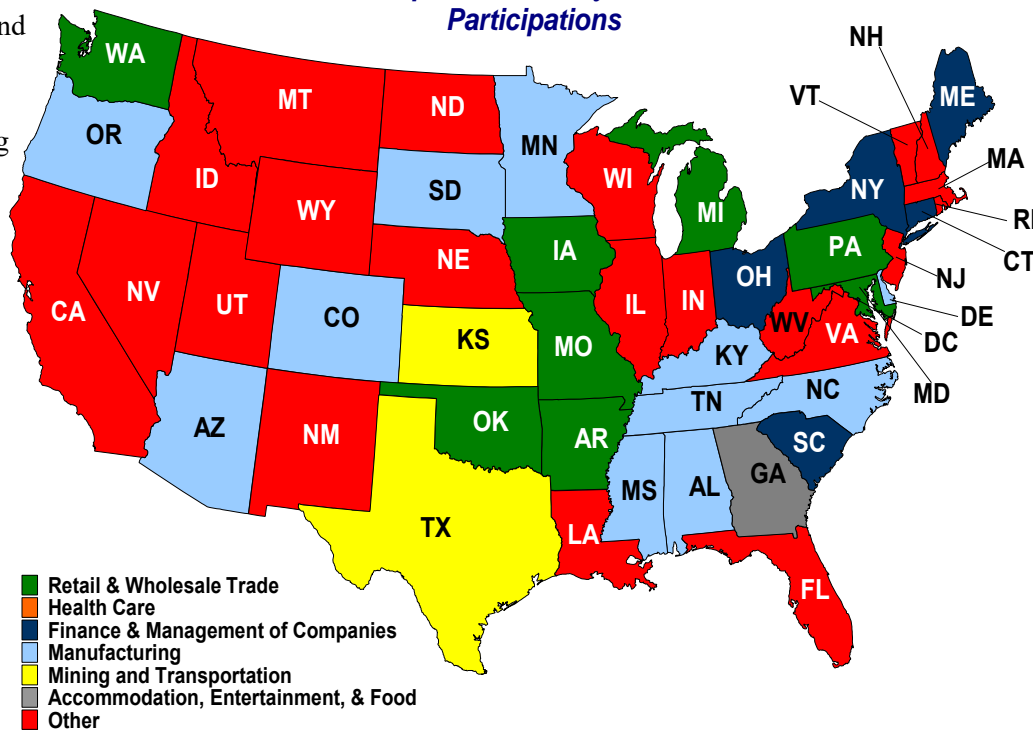 Participations
nd
g
WA
OR
MT
ND
ID
WY
SD
MN
WI
MI
NE
IA
NV
UT
CO
KS
CA
AZ
NM
OK
TX
MO
AR
LA
IL
IN
OH
KY
TN
MS
AL
GA
FL
SC
NC
VA
WV
PA
NY
ME
NH
VT
MA
RI
CT
NJ
DE
DC
MD
Retail & Wholesale Trade
Health Care
Finance & Management of Companies
Manufacturing
Mining and Transportation
Accommodation, Entertainment, & Food
Other